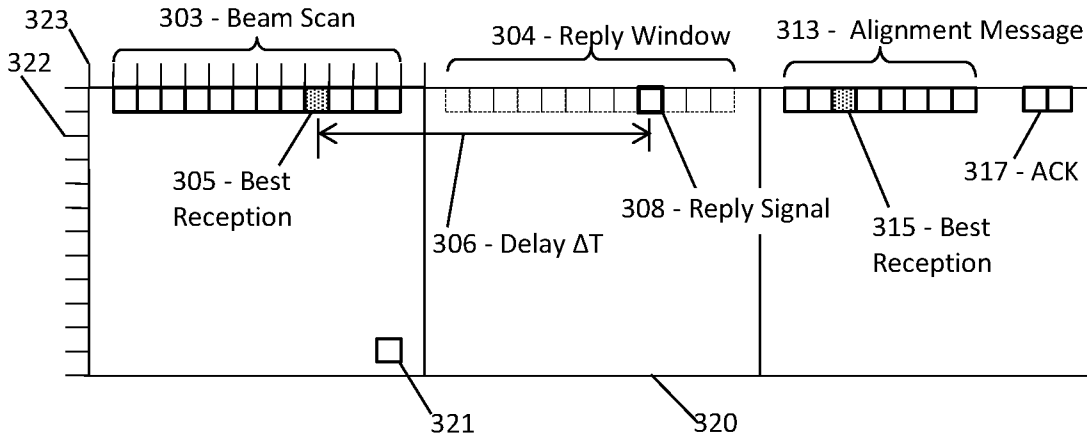 323
303 - Beam Scan
304 - Reply Window
313 - Alignment Message
322
305 - Best
Reception
306 - Delay ΔT
308 - Reply Signal
317 - ACK
315 - Best
Reception
321
320